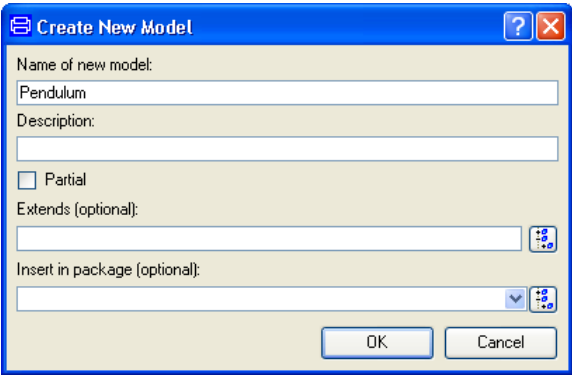 Create New Model
Name of new model:
Pendulum
Description:
Partial
Extends (optional):
Insert in package (optional):
OK Cancel